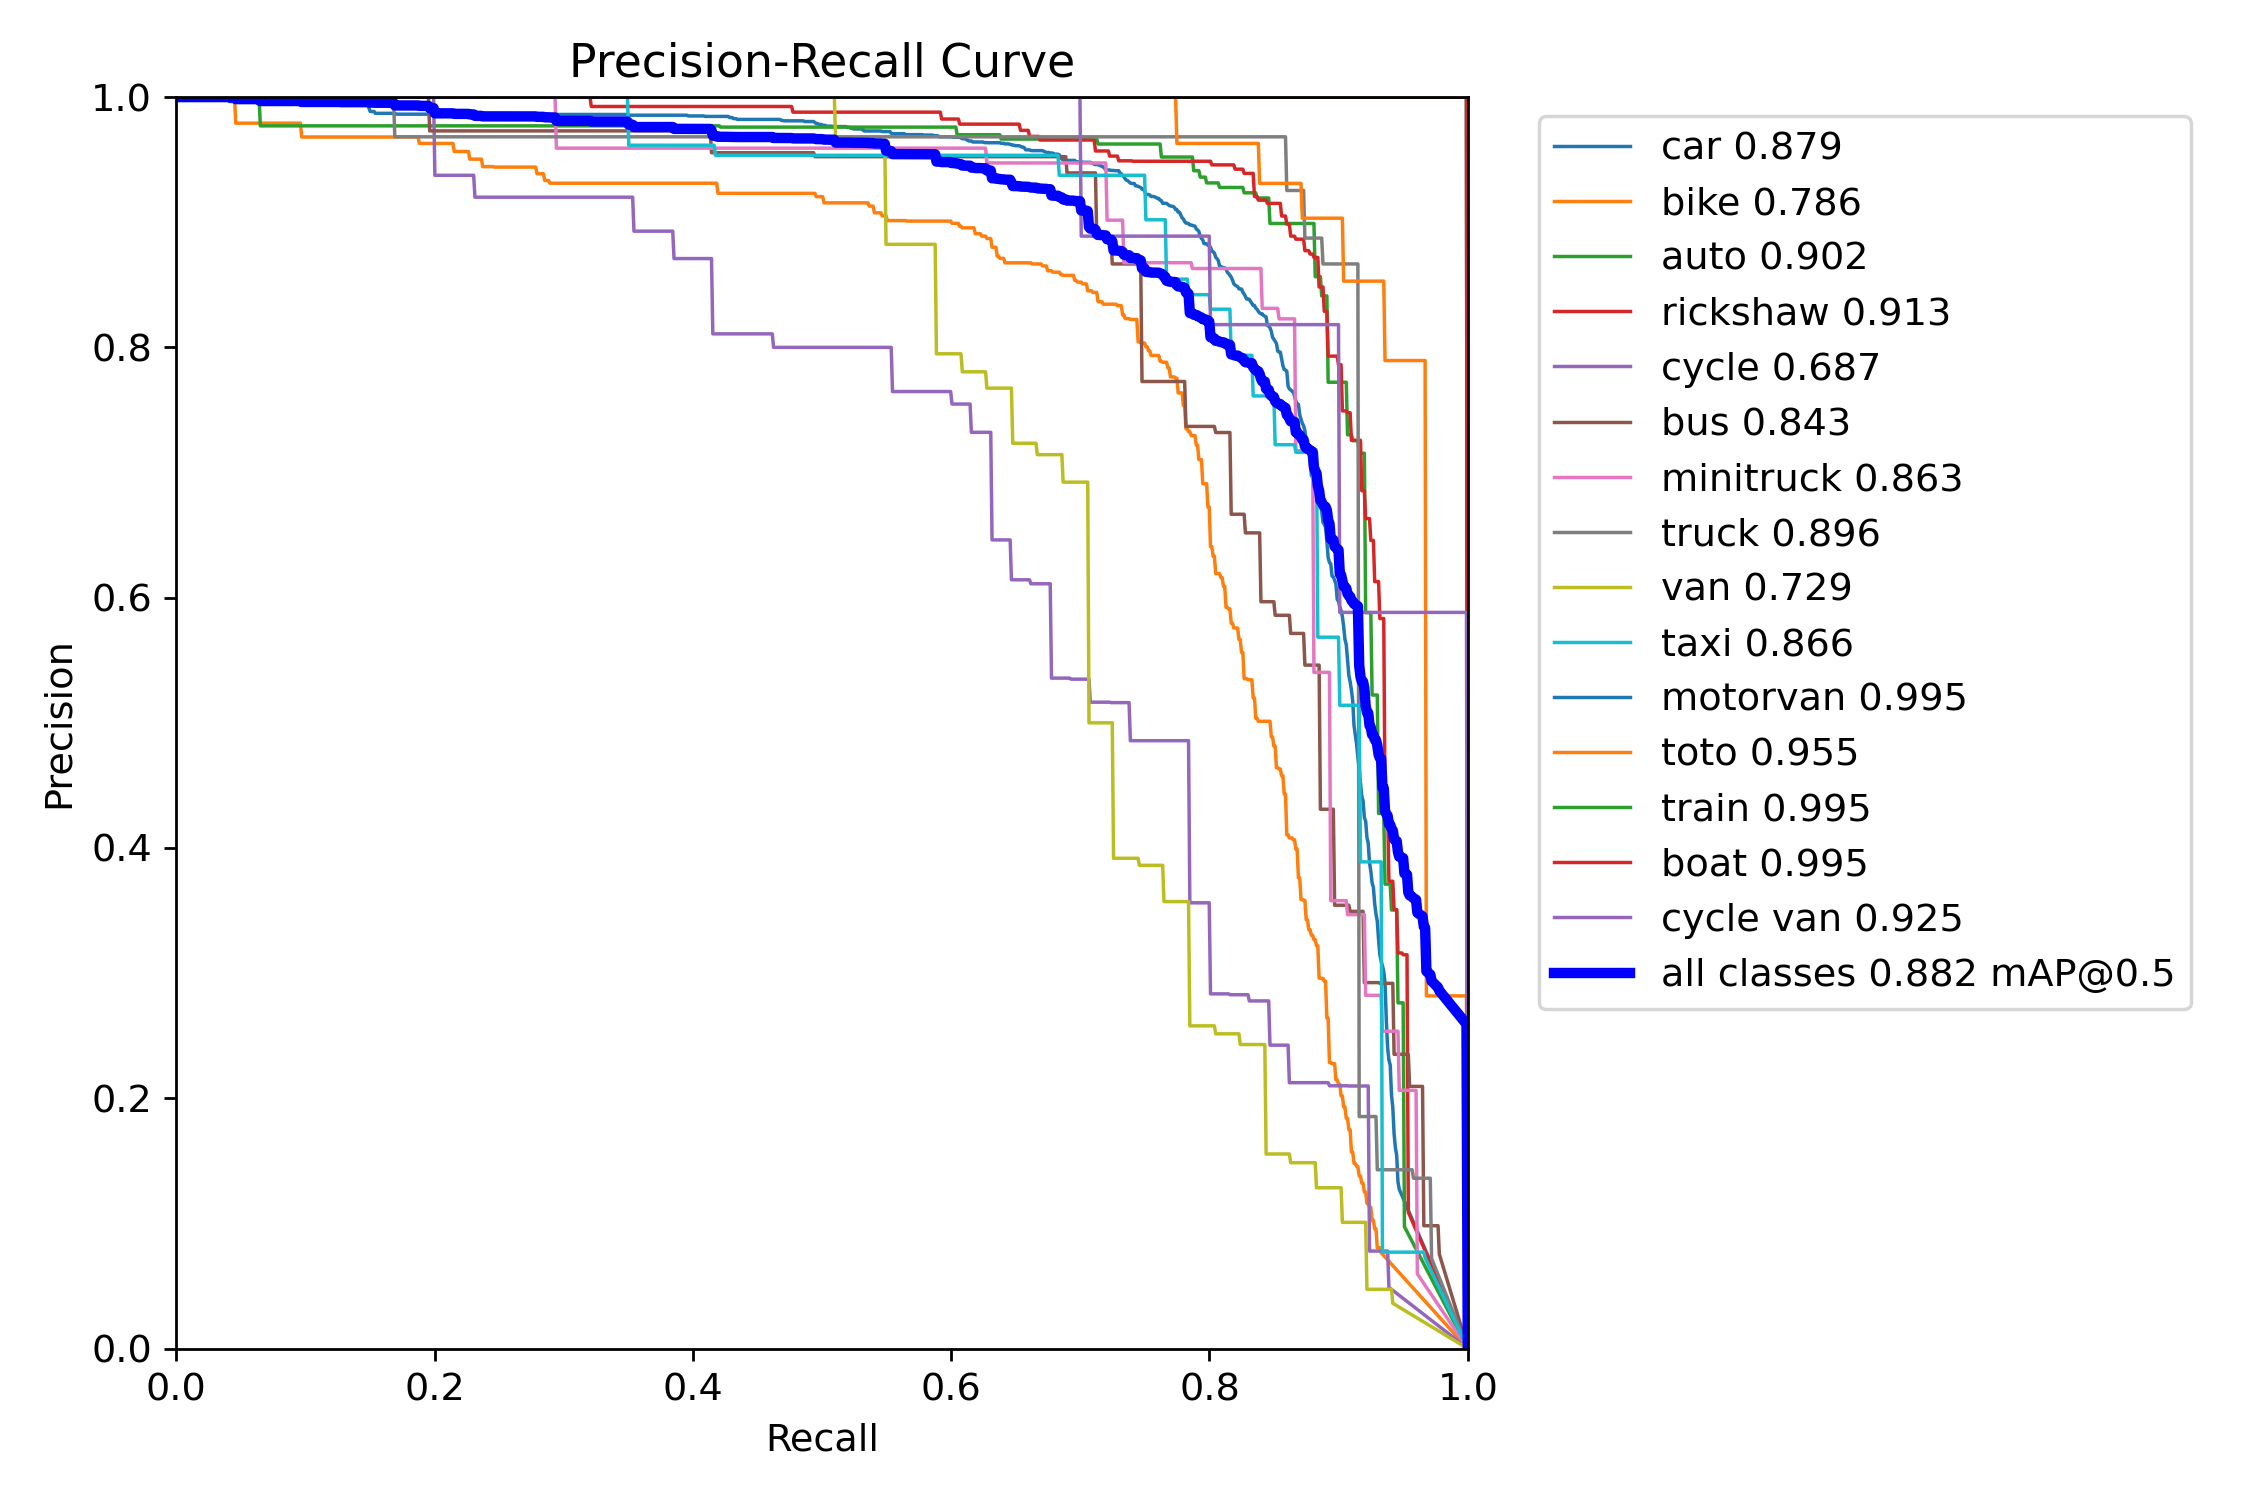 Precision-Recall Curve
1.0
0.8
0.6
0.4
0.2
0.0
Precision
0.0 0.2 0.4 0.6 0.8 1.0
Recall
car 0.879
bike 0.786
auto 0.902
rickshaw 0.913
cycle 0.687
bus 0.843
minitruck 0.863
truck 0.896
van 0.729
taxi 0.866
motorvan 0.995
toto 0.955
train 0.995
boat 0.995
cycle van 0.925
all classes 0.882 mAP@0.5